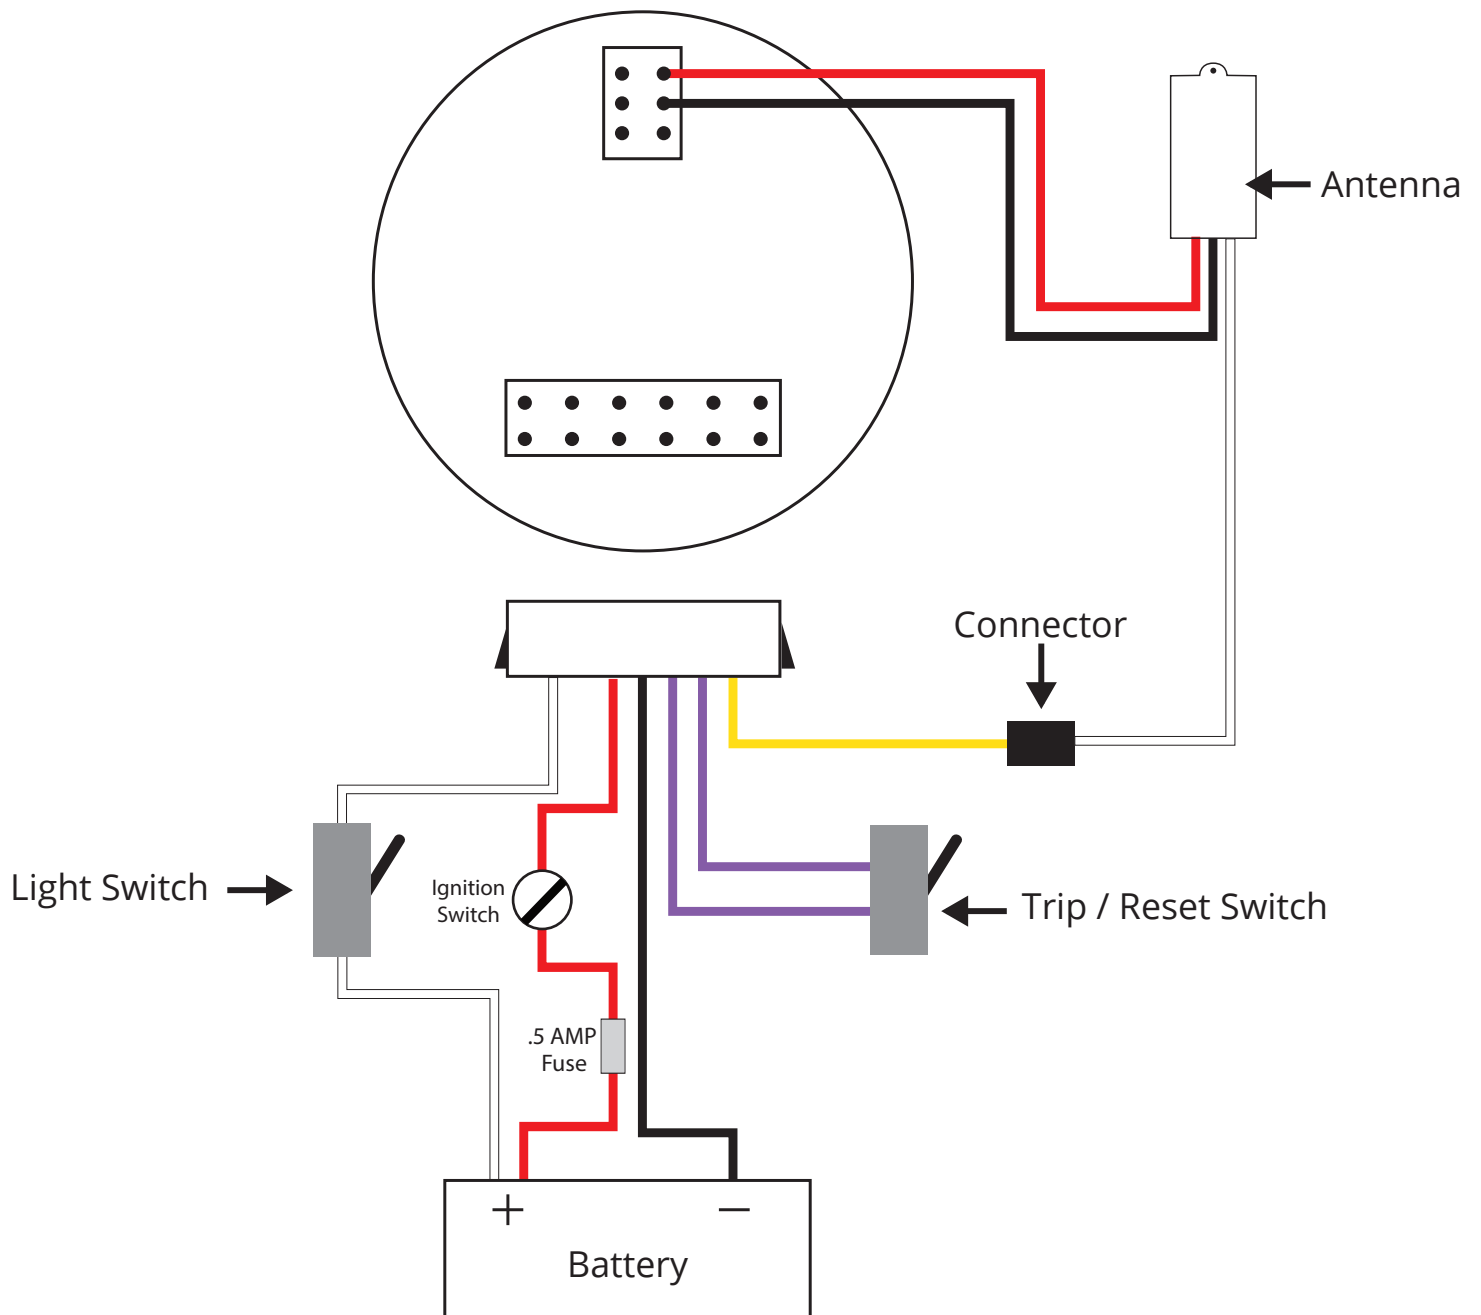 Antenna
Connector
Light Switch
Ignition
Switch
Trip / Reset Switch
.5 AMP
Fuse
+
−
Battery